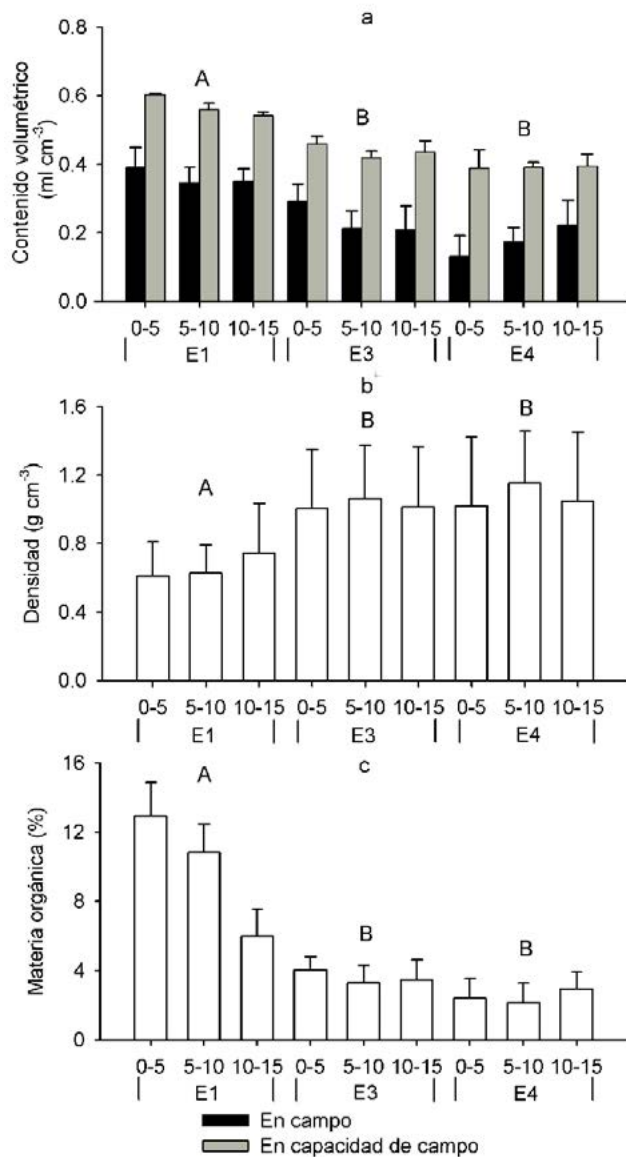 a
Contenido volumétrico
(ml cm-3)
0.8
0.6
0.4
0.2
0.0
A
B
B
0-5 5-10 10-15 0-5 5-10 10-15 0-5 5-10 10-15
E1 E3 E4
b
Densidad (g cm-3)
1.6
1.2
0.8
0.4
0.0
A
B
B
0-5 5-10 10-15 0-5 5-10 10-15 0-5 5-10 10-15
E1 E3 E4
c
Materia orgánica (%)
16
12
8
4
0
A
B
B
0-5 5-10 10-15 0-5 5-10 10-15 0-5 5-10 10-15
E1 E3 E4
En campo
En capacidad de campo